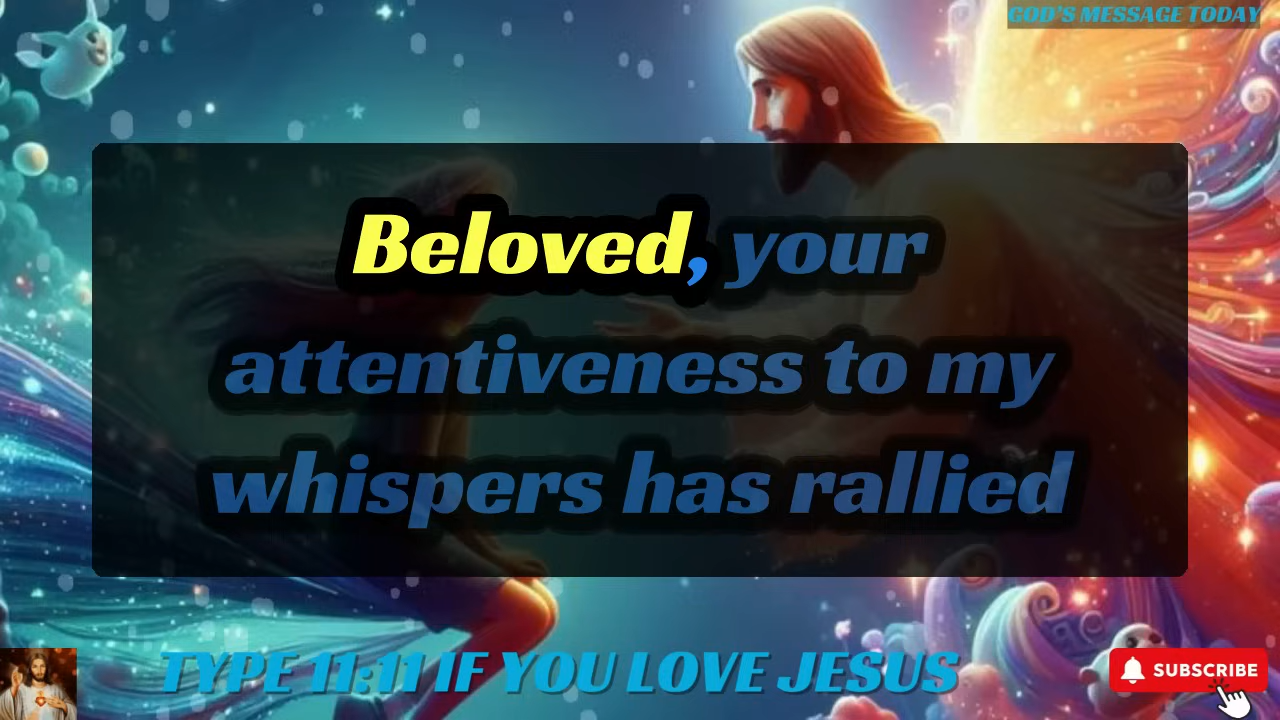 GOD'S MESSAGE TODAY
Beloved, your
attentiveness to my
whispers has rallied
TYPE 11:11 IF YOU LOVE JESUS
SUBSCRIBE